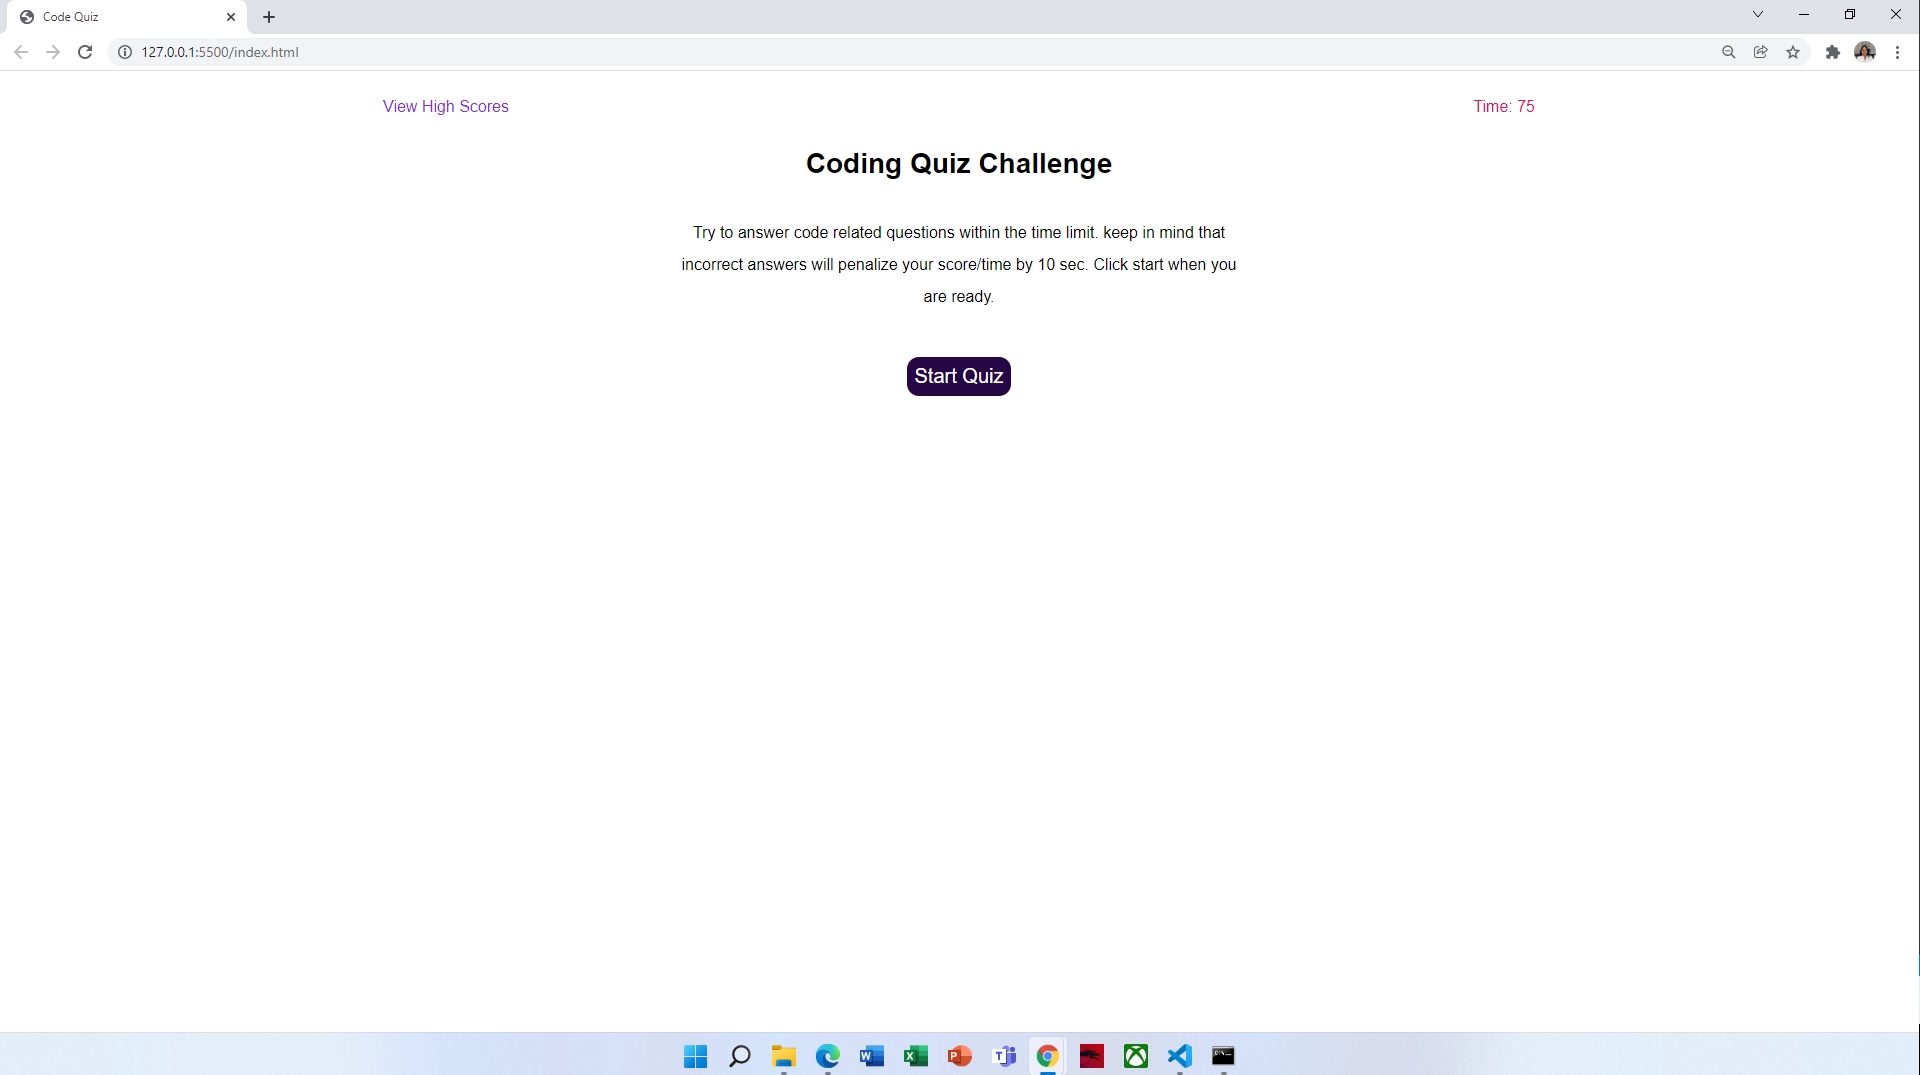 Code Quiz
127.0.0.1:5500/index.html
View High Scores
Time: 75
Coding Quiz Challenge
Try to answer code related questions within the time limit. keep in mind that
incorrect answers will penalize your score/time by 10 sec. Click start when you
are ready.
Start Quiz